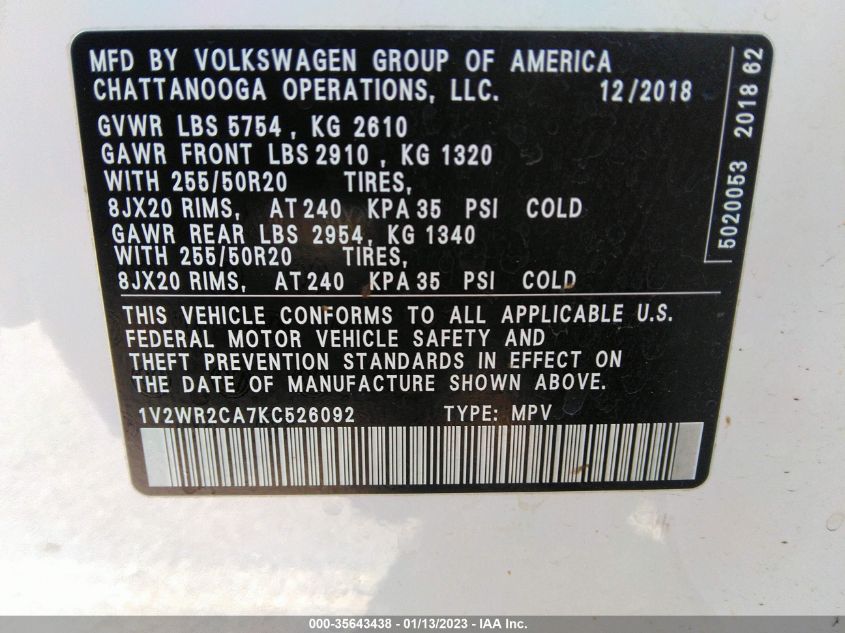 MFD BY VOLKSWAGEN GROUP OF AMERICA
CHATTANOOGA OPERATIONS, LLC. 12/2018
GVWR LBS 5754 , KG 2610
GAWR FRONT LBS 2910 , KG 1320
WITH 255/50R20 TIRES,
8JX20 RIMS, AT 240 KPA 35 PSI COLD
GAWR REAR LBS 2954, KG 1340
WITH 255/50R20 TIRES,
8JX20 RIMS, AT 240 KPA 35 PSI COLD
THIS VEHICLE CONFORMS TO ALL APPLICABLE U.S.
FEDERAL MOTOR VEHICLE SAFETY AND
THEFT PREVENTION STANDARDS IN EFFECT ON
THE DATE OF MANUFACTURE SHOWN ABOVE.
1V2WR2CA7KC526092 TYPE: MPV
5020053 2018 62
000-35643438 - 01/13/2023 - IAA Inc.